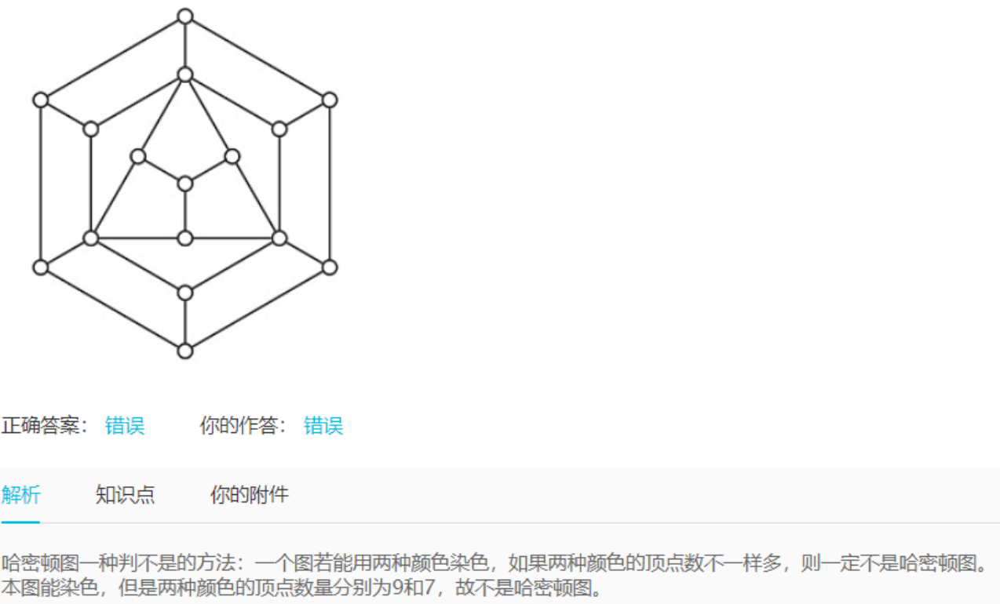 正确答案： 错误 你的作答： 错误
解析 知识点 你的附件
哈密顿图一种判不是的方法：一个图若能用两种颜色染色，如果两种颜色的顶点数不一样多，则一定不是哈密顿图。
本图能染色，但是两种颜色的顶点数量分别为9和7，故不是哈密顿图。